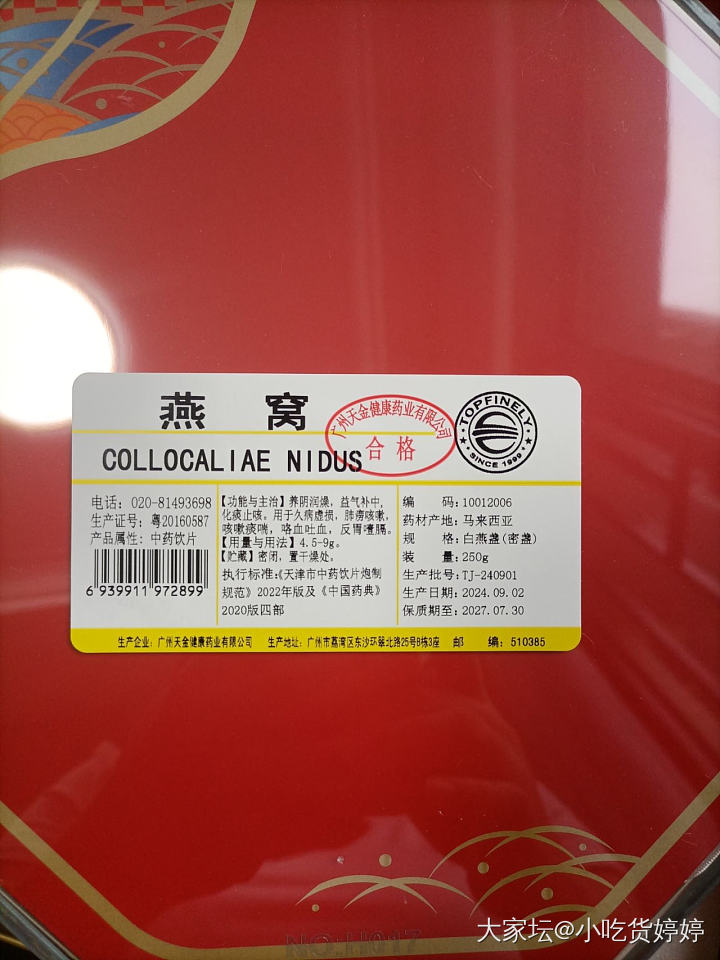 燕 窝
COLLOCALIAE NIDUS
广州天金健康药业有限公司
合格
TOPFINELY
SINCE 1999
电话：020-81493698
生产证号：粤20160587
产品属性：中药饮片
6 939911 972899
【功能与主治】养阴润燥，益气补中，
化痰止咳。用于久病虚损，肺痨咳嗽，
咳嗽痰喘，咯血吐血，反胃噎膈。
【用量与用法】4.5-9g。
【贮藏】密闭，置干燥处。
执行标准：《天津市中药饮片炮制
规范》2022年版及《中国药典》
2020版四部
编 码：10012006
药材产地：马来西亚
规 格：白燕盏(密盏)
装 量：250g
生产批号：TJ-240901
生产日期：2024.09.02
保质期至：2027.07.30
生产企业：广州天金健康药业有限公司 生产地址：广州市荔湾区东沙环翠北路25号B栋3座 邮 编：510385
NO.H017
大家坛@小吃货婷婷